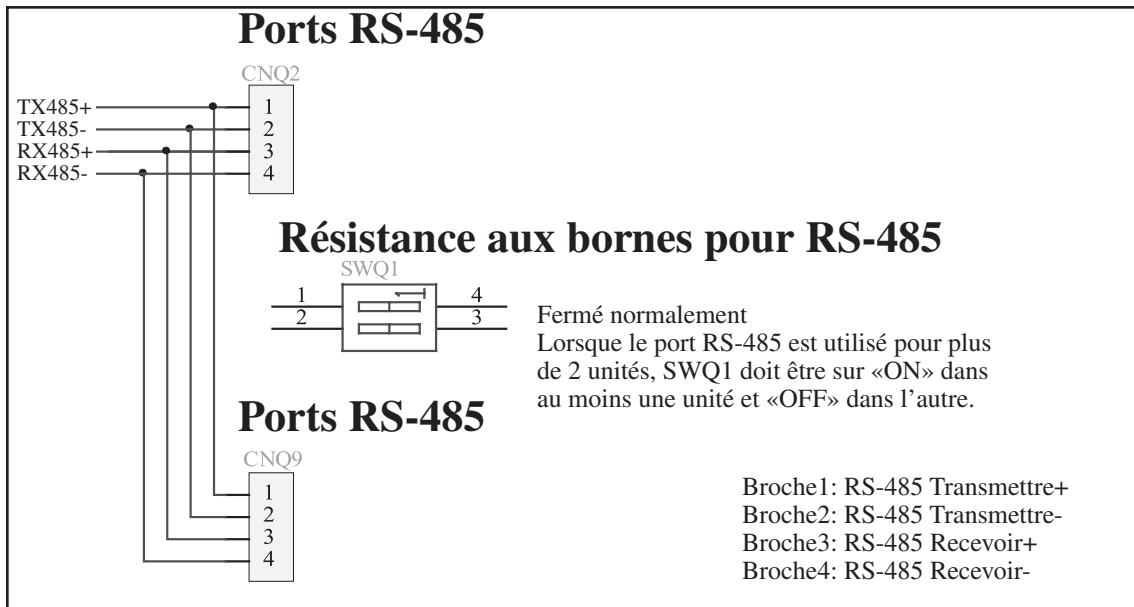 Ports RS-485
CNQ2
TX485+
TX485-
RX485+
RX485-
1
2
3
4
Résistance aux bornes pour RS-485
SWQ1
1
2
4
3
Fermé normalement
Lorsque le port RS-485 est utilisé pour plus
de 2 unités, SWQ1 doit être sur «ON» dans
au moins une unité et «OFF» dans l’autre.
Ports RS-485
CNQ9
1
2
3
4
Broche1: RS-485 Transmettre+
Broche2: RS-485 Transmettre-
Broche3: RS-485 Recevoir+
Broche4: RS-485 Recevoir-